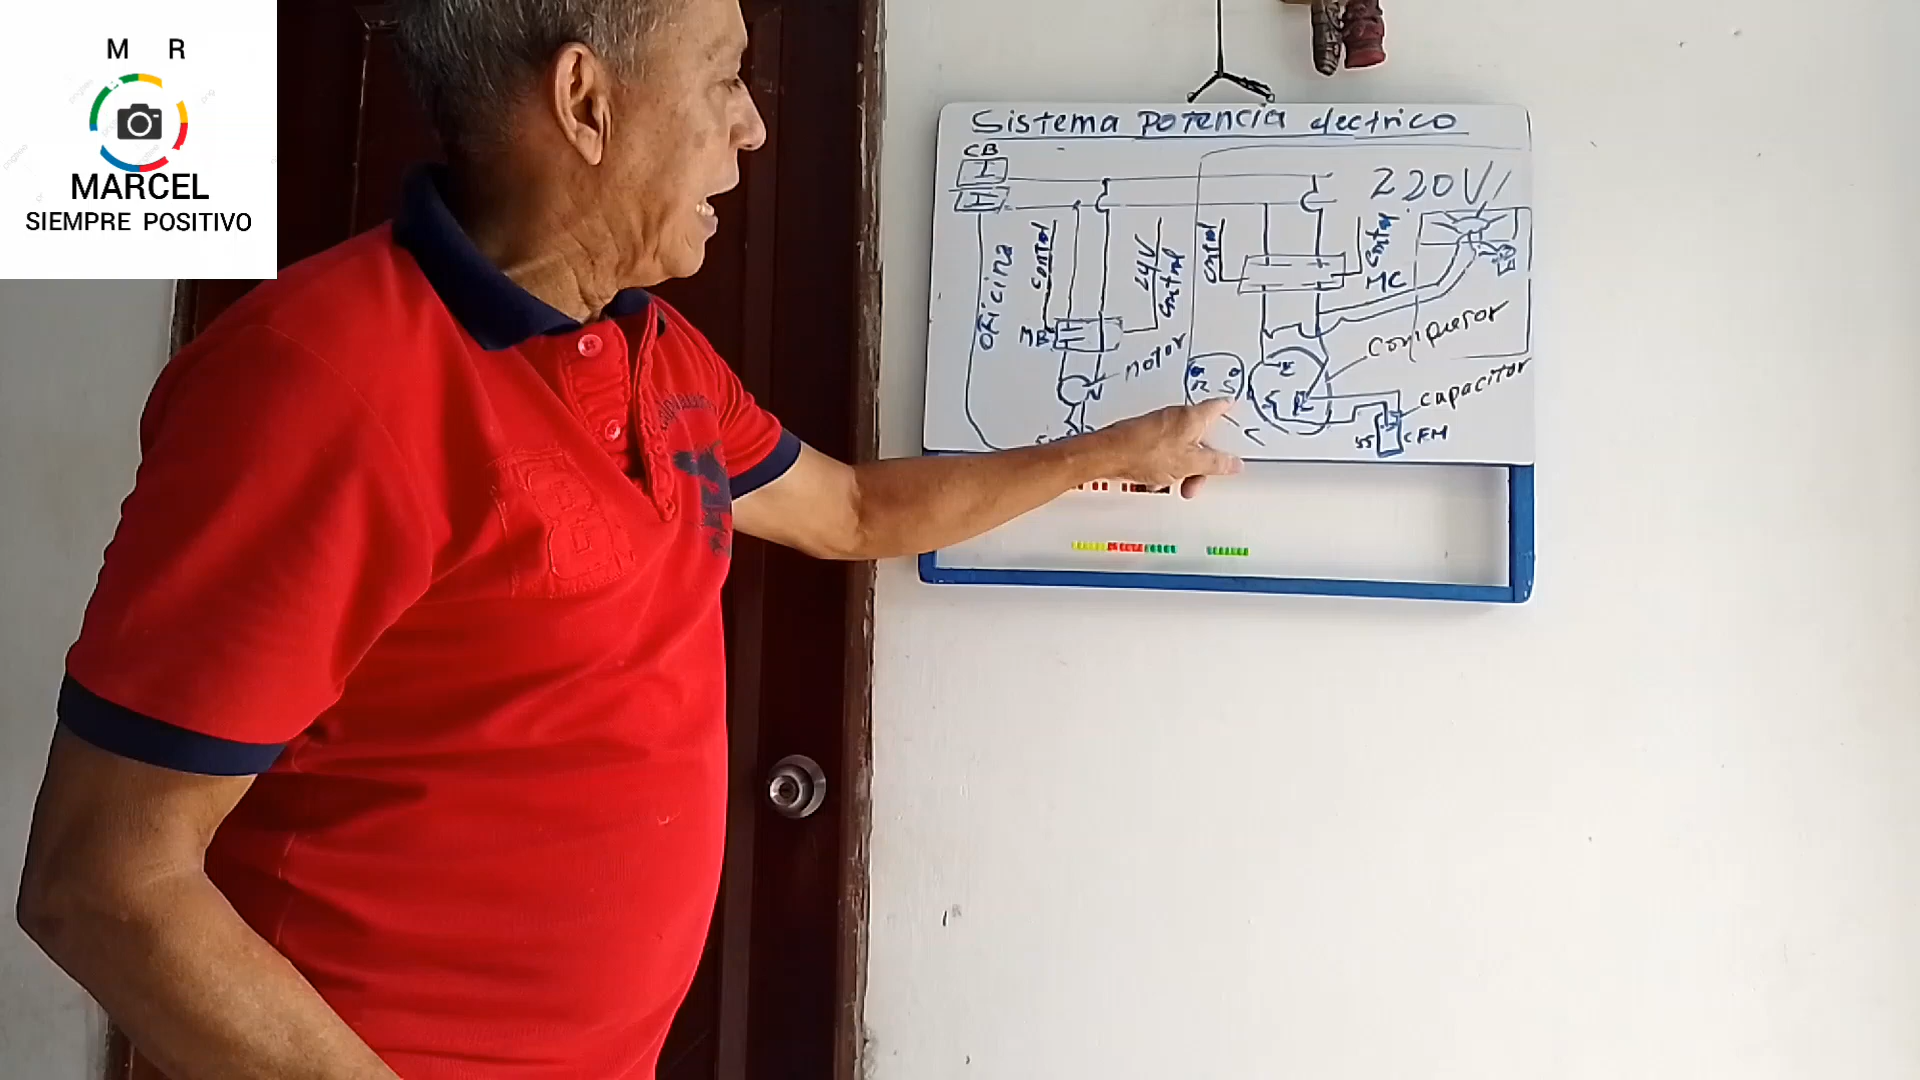 M R
MARCEL
SIEMPRE POSITIVO
Sistema Potencia electrico
CB
220V
oficina
control
24V
control
control
control
MB
motor
MC
Compresor
capacitor
R S
C
S R
55
CFM